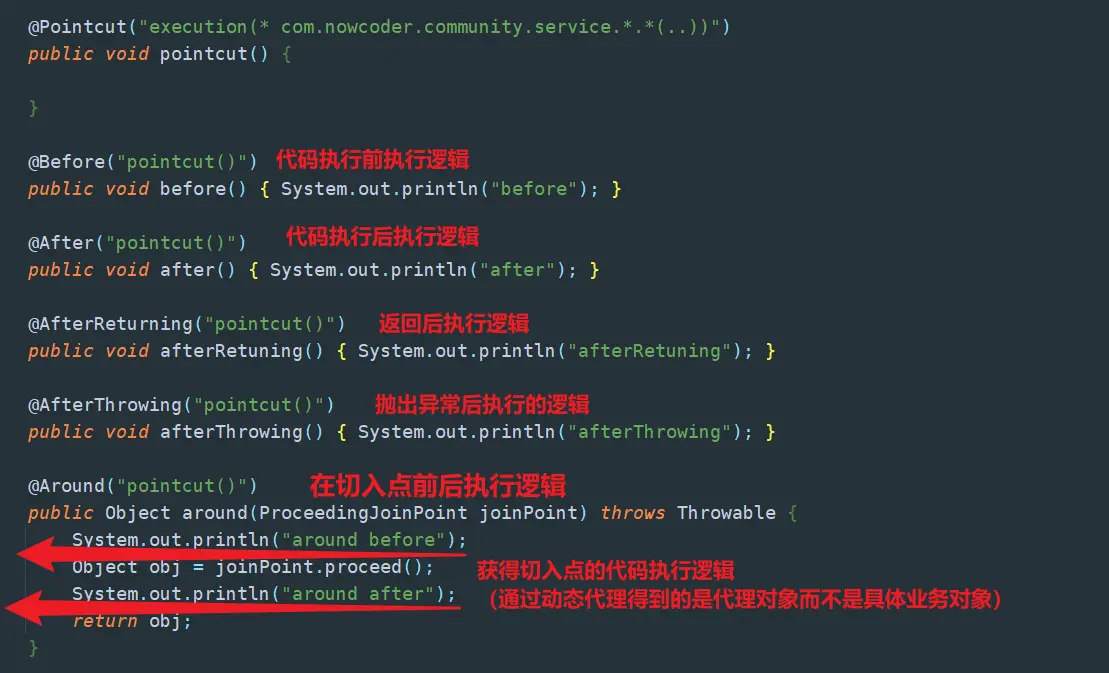 @Pointcut("execution(* com.nowcoder.community.service.*.*(..))")
public void pointcut() {
}
@Before("pointcut()") 代码执行前执行逻辑
public void before() { System.out.println("before"); }
@After("pointcut()") 代码执行后执行逻辑
public void after() { System.out.println("after"); }
@AfterReturning("pointcut()") 返回后执行逻辑
public void afterRetuning() { System.out.println("afterRetuning"); }
@AfterThrowing("pointcut()") 抛出异常后执行的逻辑
public void afterThrowing() { System.out.println("afterThrowing"); }
@Around("pointcut()") 在切入点前后执行逻辑
public Object around(ProceedingJoinPoint joinPoint) throws Throwable {
System.out.println("around before");
Object obj = joinPoint.proceed(); 获得切入点的代码执行逻辑
System.out.println("around after"); （通过动态代理得到的是代理对象而不是具体业务对象）
return obj;
}